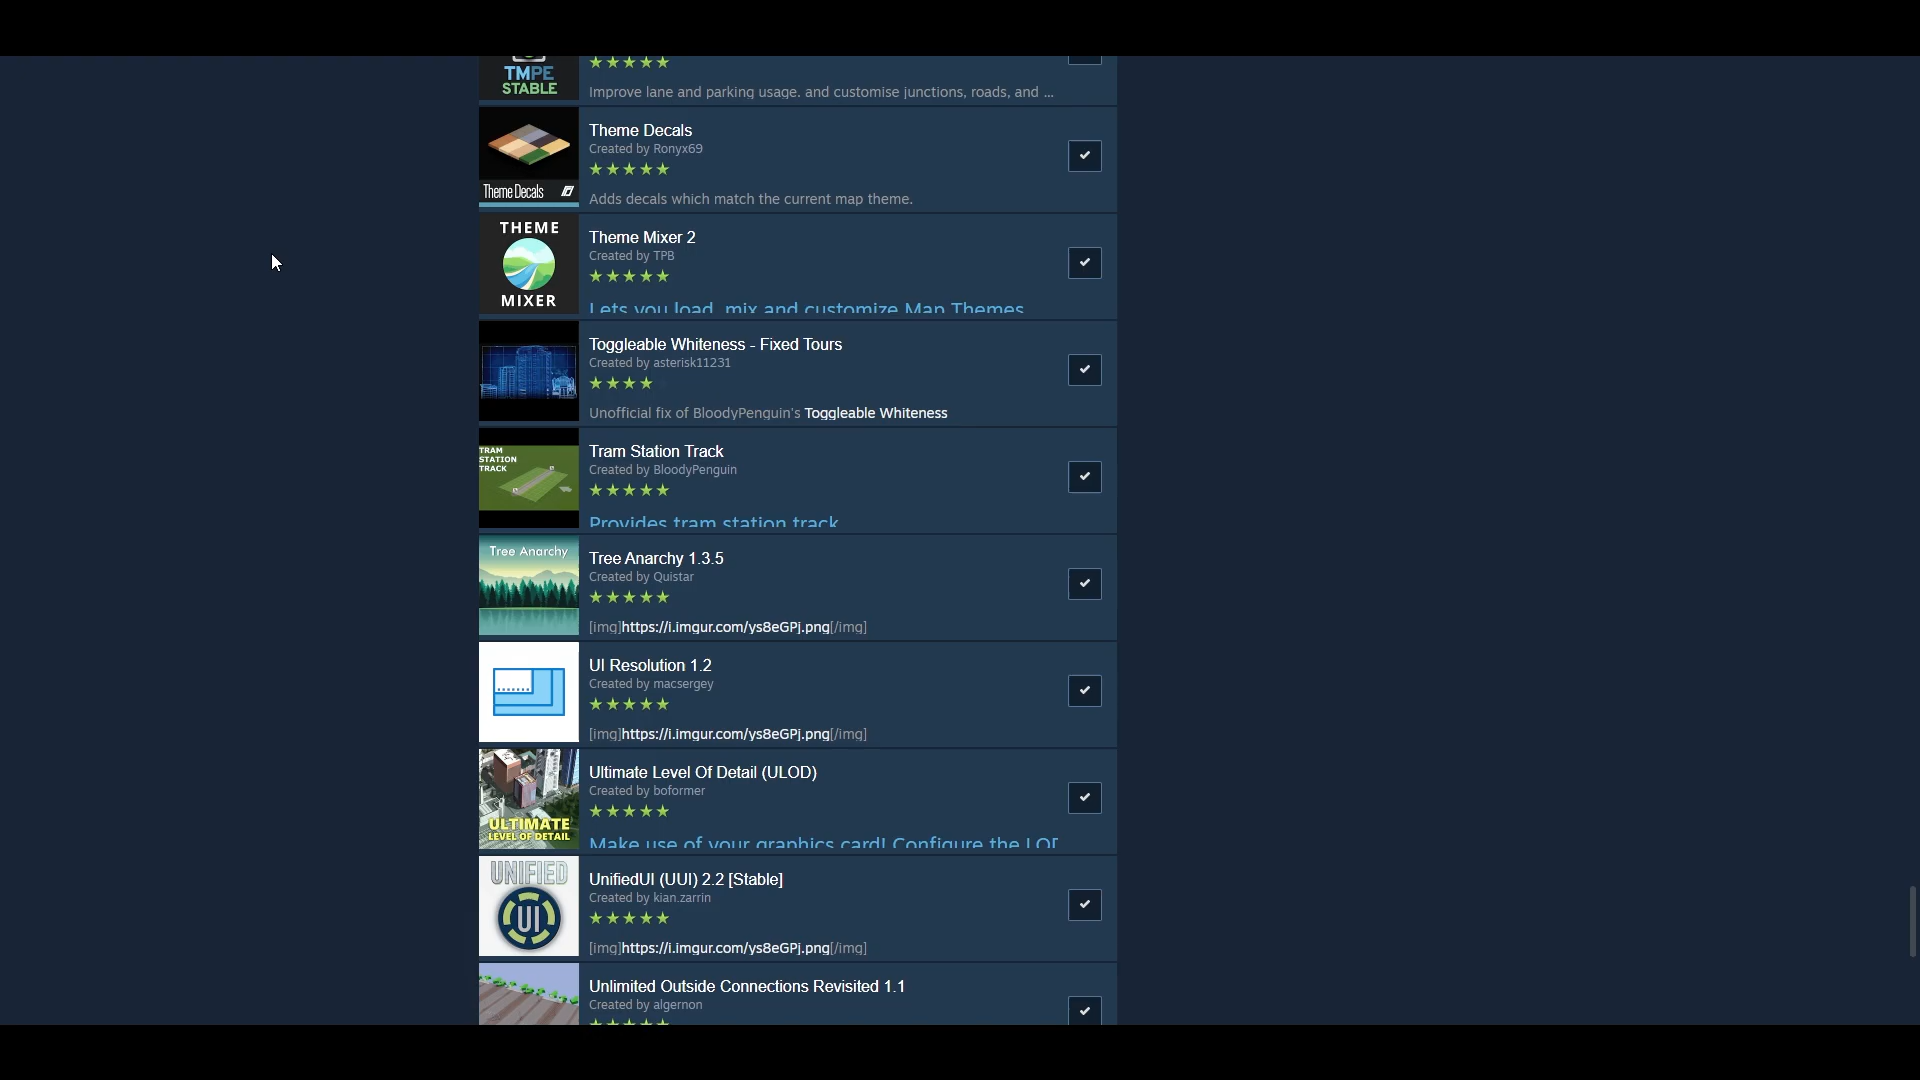 TMPE
STABLE
Improve lane and parking usage, and customise junctions, roads, and ...
Theme Decals
Created by Ronyx69
Theme Decals
Adds decals which match the current map theme.
THEME
MIXER
Theme Mixer 2
Created by TPB
Lets you load, mix and customize Map Themes
Toggleable Whiteness - Fixed Tours
Created by asterisk11231
Unofficial fix of BloodyPenguin's Toggleable Whiteness
TRAM
STATION
TRACK
Tram Station Track
Created by BloodyPenguin
Provides tram station track
Tree Anarchy
Tree Anarchy 1.3.5
Created by Quistar
[img]https://i.imgur.com/ys8eGPj.png[/img]
UI Resolution 1.2
Created by macsergey
[img]https://i.imgur.com/ys8eGPj.png[/img]
ULTIMATE
LEVEL OF DETAIL
Ultimate Level Of Detail (ULOD)
Created by boformer
Make use of your graphics card! Configure the LOD
UNIFIED
UI
UnifiedUI (UUI) 2.2 [Stable]
Created by kian.zarrin
[img]https://i.imgur.com/ys8eGPj.png[/img]
Unlimited Outside Connections Revisited 1.1
Created by algernon